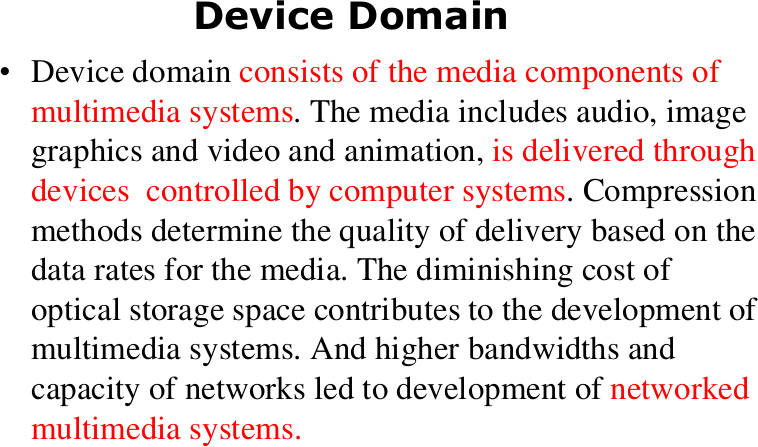 Device Domain
• Device domain consists of the media components of
multimedia systems. The media includes audio, image
graphics and video and animation, is delivered through
devices  controlled by computer systems. Compression
methods determine the quality of delivery based on the
data rates for the media. The diminishing cost of
optical storage space contributes to the development of
multimedia systems. And higher bandwidths and
capacity of networks led to development of networked
multimedia systems.